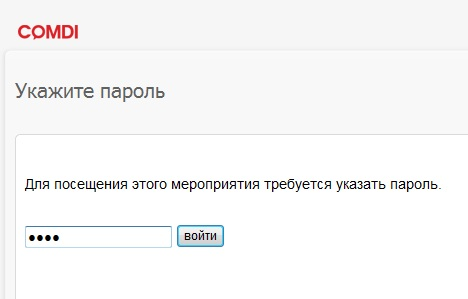 COMDI
Укажите пароль
Для посещения этого мероприятия требуется указать пароль.
●●●● войти